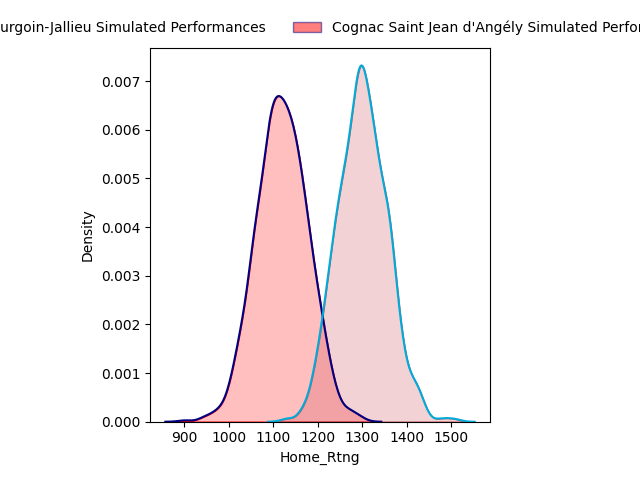 urgoin-Jallieu Simulated Performances
Cognac Saint Jean d'Angély Simulated Perfor
0.007
0.006
0.005
0.004
0.003
0.002
0.001
0.000
Density
900 1000 1100 1200 1300 1400 1500
Home_Rtng